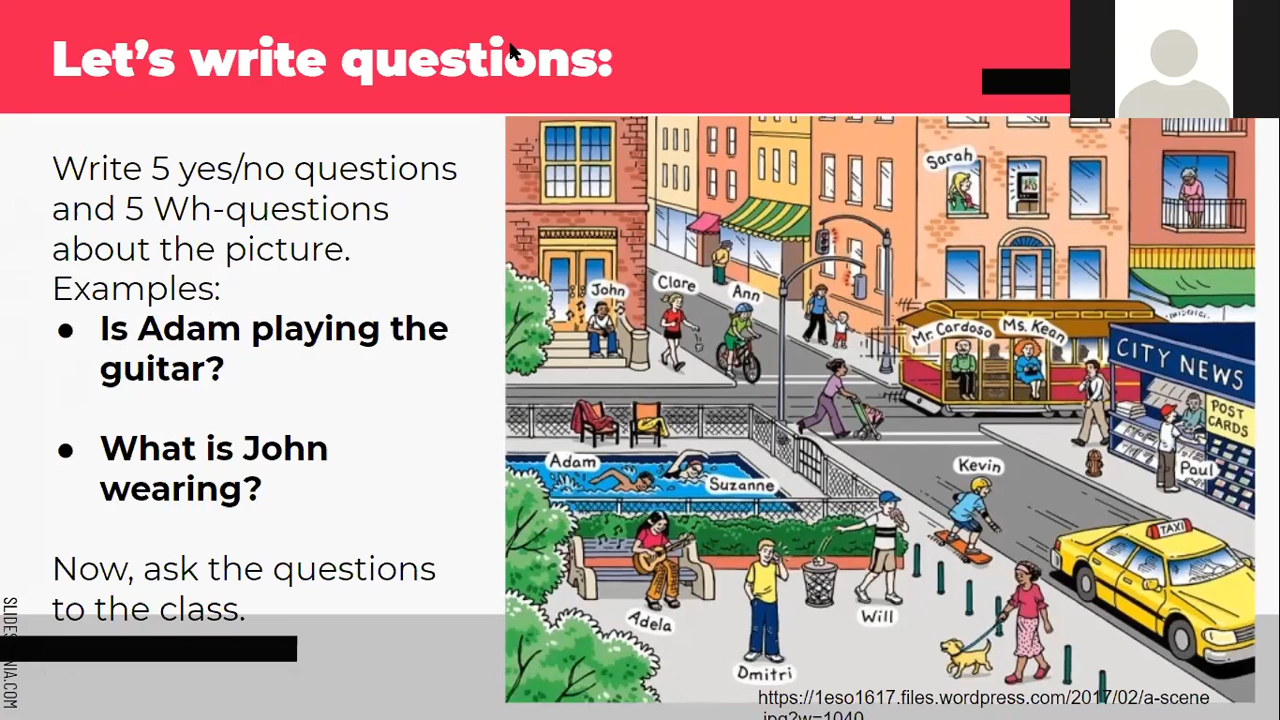 Let's write questions:
Write 5 yes/no questions
and 5 Wh-questions
about the picture.
Examples:
● Is Adam playing the
guitar?
● What is John
wearing?
Now, ask the questions
to the class.
Sarah
John
Clare
Ann
Mr. Cardoso
Ms. Kean
CITY NEWS
POST
CARDS
Adam
Suzanne
Kevin
Paul
TAXI
Adela
Will
Dmitri
https://1eso1617.files.wordpress.com/2017/02/a-scene
.jpg?w=1040